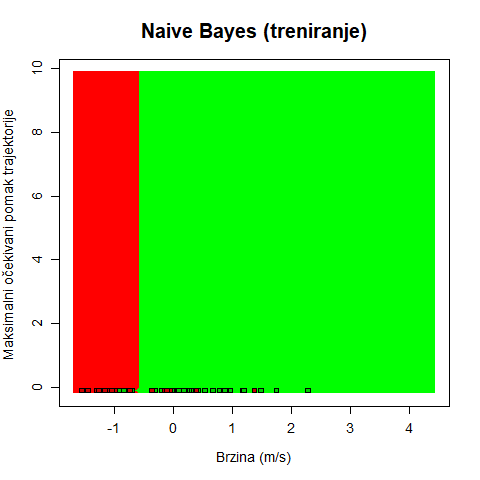 Naive Bayes (treniranje)
Maksimalni očekivani pomak trajektorije
10
8
6
4
2
0
-1 0 1 2 3 4
Brzina (m/s)